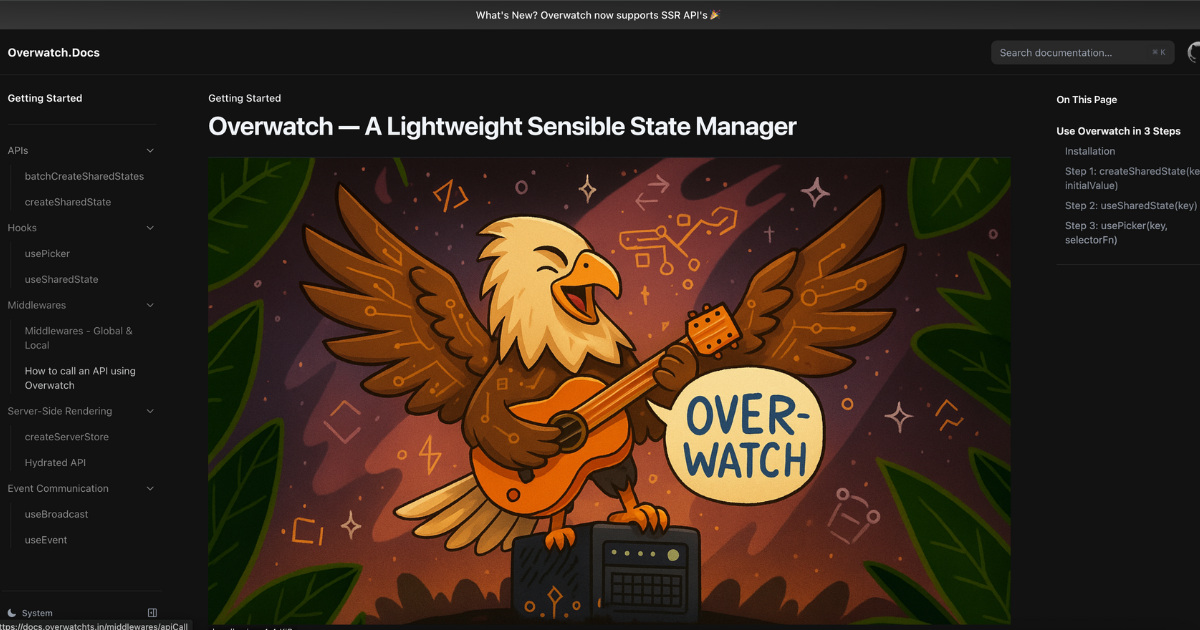 What's New? Overwatch now supports SSR API's 🎉
Overwatch.Docs
Search documentation...
⌘ K
Getting Started
APIs
batchCreateSharedStates
createSharedState
Hooks
usePicker
useSharedState
Middlewares
Middlewares - Global &
Local
How to call an API using
Overwatch
Server-Side Rendering
createServerStore
Hydrated API
Event Communication
useBroadcast
useEvent
System
ttps://docs.overwatchts.in/middlewares/apiCall
Getting Started
Overwatch — A Lightweight Sensible State Manager
OVER-
WATCH
On This Page
Use Overwatch in 3 Steps
Installation
Step 1: createSharedState(ke
initialValue)
Step 2: useSharedState(key)
Step 3: usePicker(key,
selectorFn)